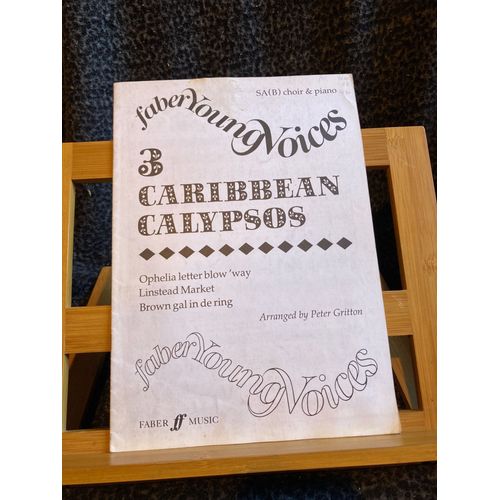 SA(B) choir & piano
faber Young Voices
3
CARIBBEAN
CALYPSOS
Ophelia letter blow 'way
Linstead Market
Brown gal in de ring
Arranged by Peter Gritton
faber Young Voices
FABER ff MUSIC